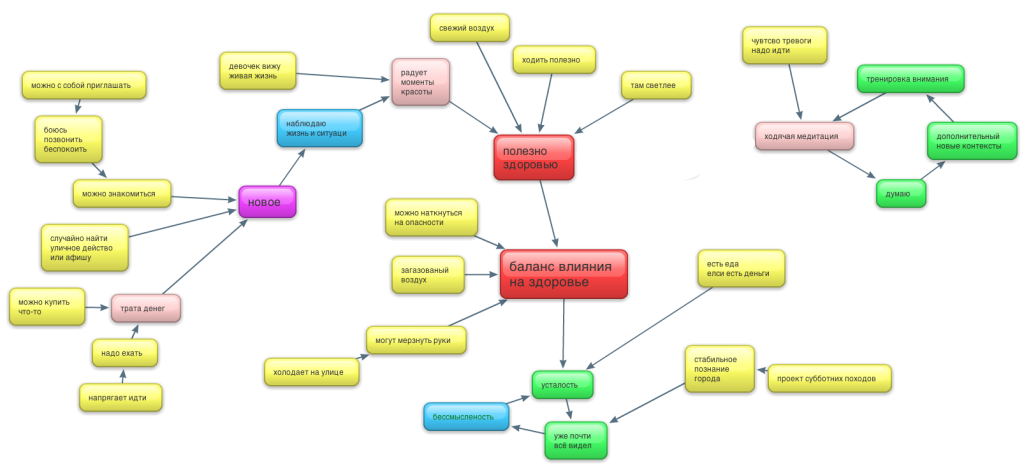 свежий воздух
чувтсво тревоги
надо идти
ходить полезно
девочек вижу
живая жизнь
радует
моменты
красоты
можно с собой приглашать
там светлее
тренировка внимания
боюсь
позвонить
беспокоить
наблюдаю
жизнь и ситуаци
ходячая медитация
дополнительный
новые контексты
полезно
здоровью
можно знакомиться
новое
думаю
можно наткнуться
на опасности
случайно найти
уличное действо
или афишу
баланс влияния
на здоровье
загазованый
воздух
есть еда
елси есть деньги
можно купить
что-то
трата денег
могут мерзнуть руки
надо ехать
холодает на улице
стабильное
познание
города
проект субботних походов
усталость
напрягает идти
бессмысленость
уже почти
всё видел